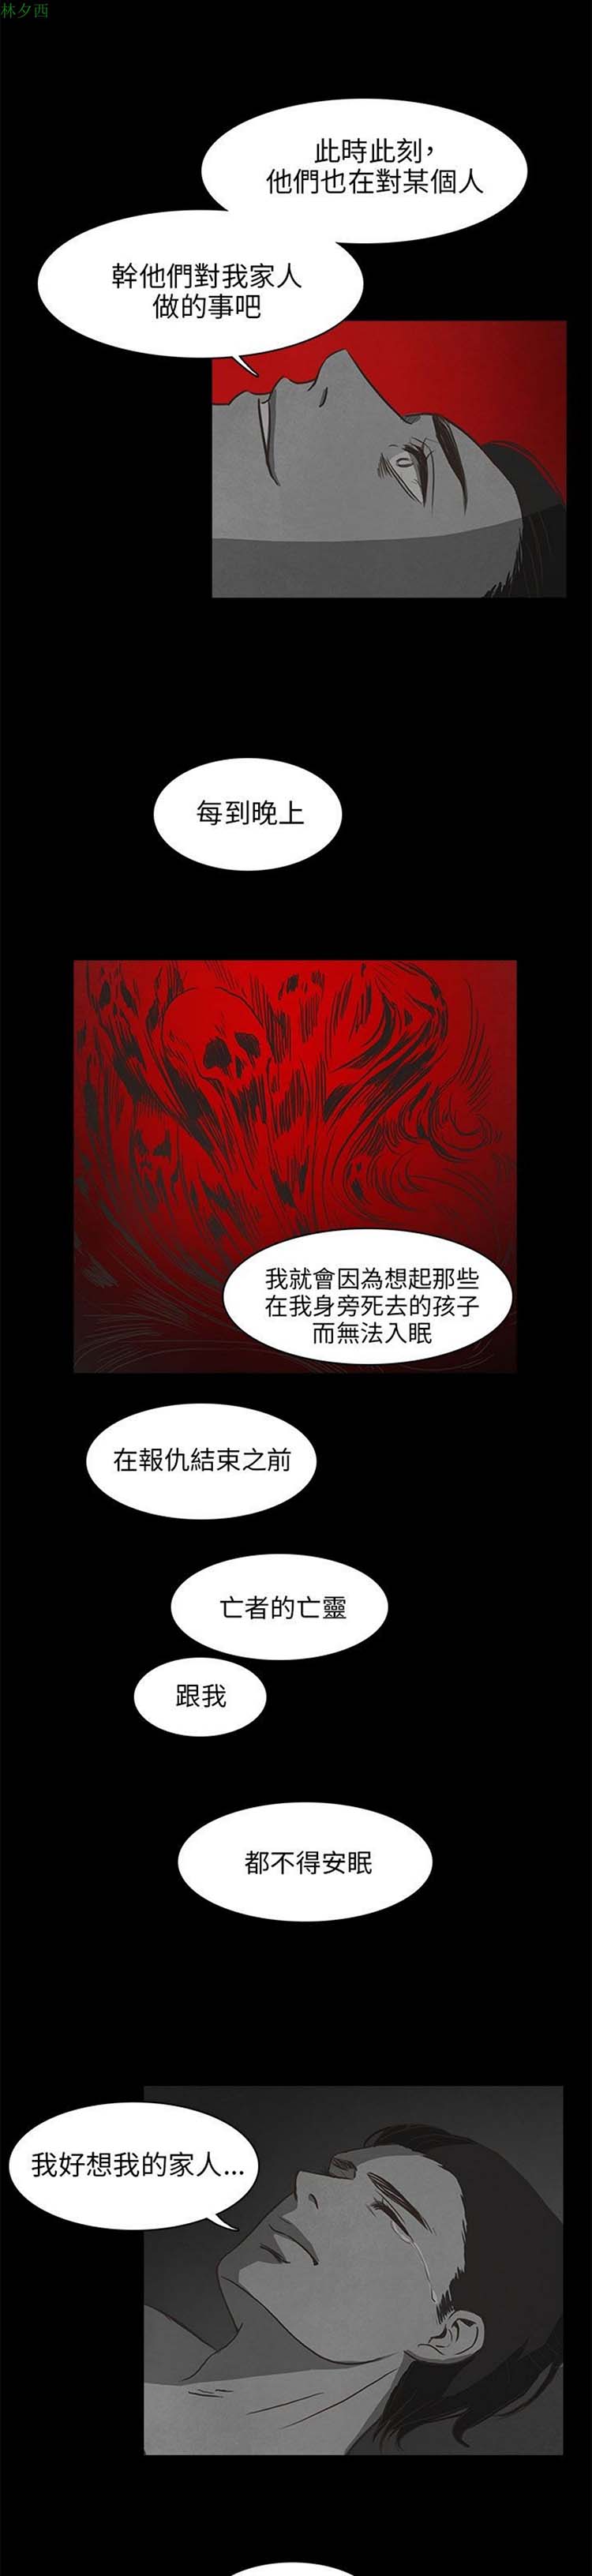 林夕西
此時此刻，
他們也在對某個人
幹他們對我家人
做的事吧
每到晚上
我就會因為想起那些
在我身旁死去的孩子
而無法入眠
在報仇結束之前
亡者的亡靈
跟我
都不得安眠
我好想我的家人...